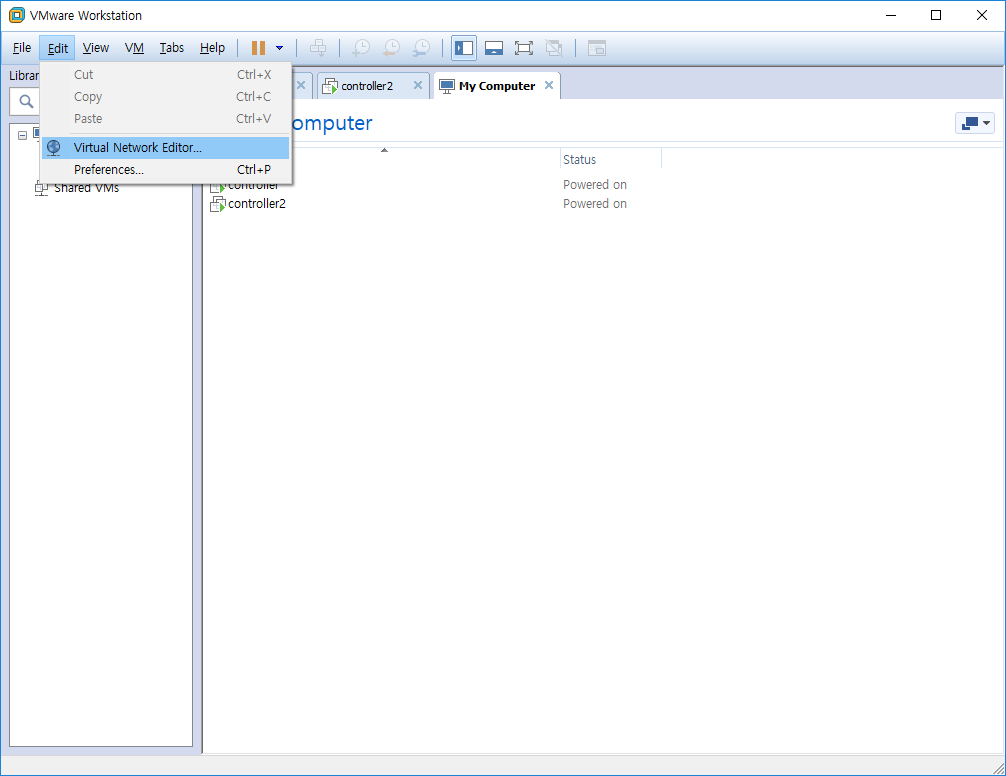 VMware Workstation
File Edit View VM Tabs Help
Librar
Cut Ctrl+X
Copy Ctrl+C
Paste Ctrl+V
Virtual Network Editor...
Preferences... Ctrl+P
controller2 My Computer
omputer
Status
controller Powered on
controller2 Powered on
Shared VMs